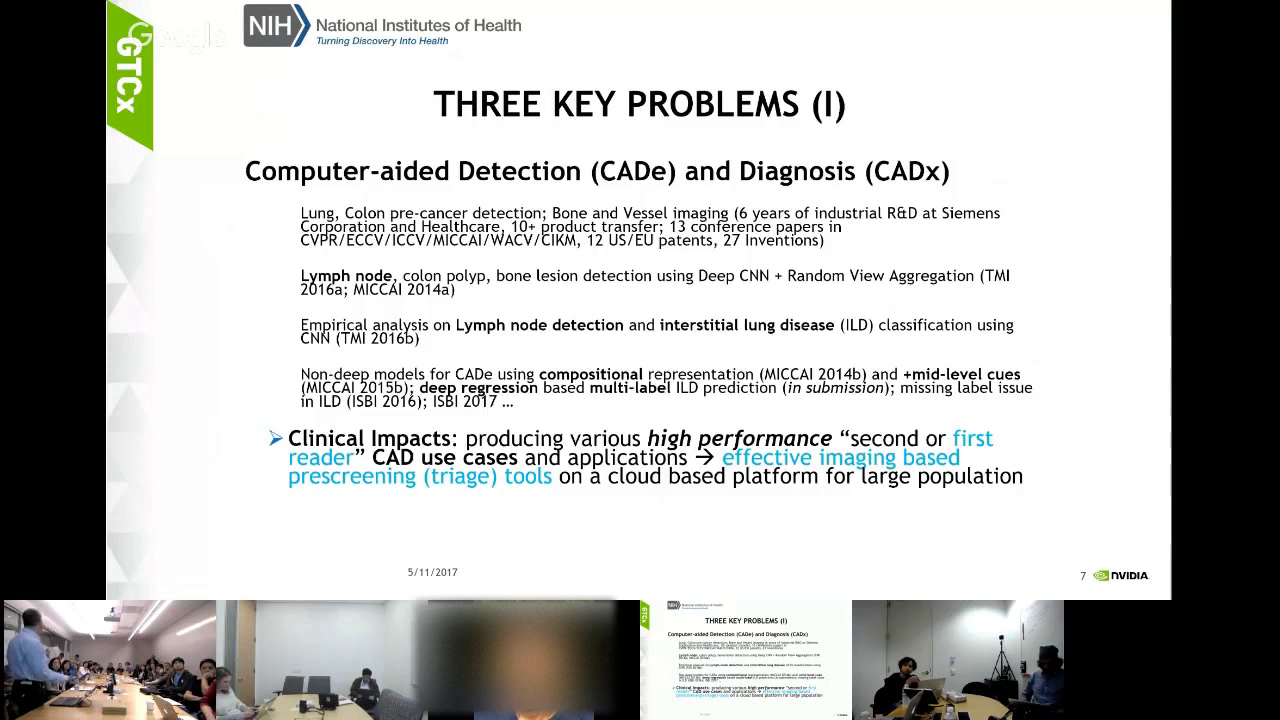 Google
GTCx
NIH National Institutes of Health
Turning Discovery Into Health
THREE KEY PROBLEMS (I)
Computer-aided Detection (CADe) and Diagnosis (CADx)
Lung, Colon pre-cancer detection; Bone and Vessel imaging (6 years of industrial R&D at Siemens
Corporation and Healthcare, 10+ product transfer; 13 conference papers in
CVPR/ECCV/ICCV/MICCAI/WACV/CIKM, 12 US/EU patents, 27 Inventions)
Lymph node, colon polyp, bone lesion detection using Deep CNN + Random View Aggregation (TMI
2016a; MICCAI 2014a)
Empirical analysis on Lymph node detection and interstitial lung disease (ILD) classification using
CNN (TMI 2016b)
Non-deep models for CADe using compositional representation (MICCAI 2014b) and +mid-level cues
(MICCAI 2015b); deep regression based multi-label ILD prediction (in submission); missing label issue
in ILD (ISBI 2016); ISBI 2017 …
➢ Clinical Impacts: producing various high performance “second or first
reader” CAD use cases and applications → effective imaging based
prescreening (triage) tools on a cloud based platform for large population
5/11/2017
7 NVIDIA.
THREE KEY PROBLEMS (I)
Computer-aided Detection (CADe) and Diagnosis (CADx)